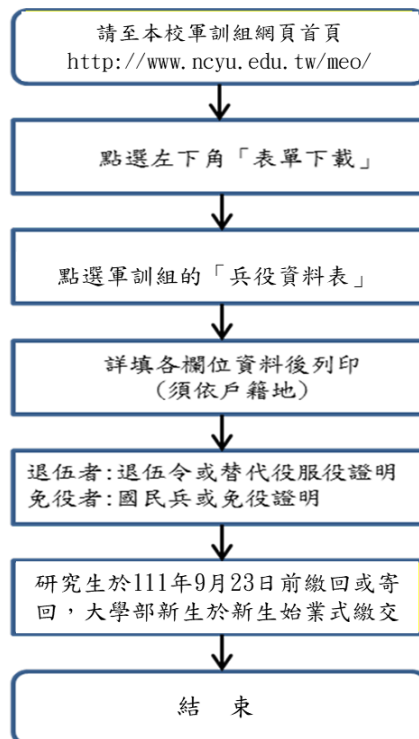 請至本校軍訓組網頁首頁
http://www.ncyu.edu.tw/meo/
點選左下角「表單下載」
點選軍訓組的「兵役資料表」
詳填各欄位資料後列印
(須依戶籍地)
退伍者:退伍令或替代役服役證明
免役者:國民兵或免役證明
研究生於111年9月23日前繳回或寄
回，大學部新生於新生始業式繳交
結 束